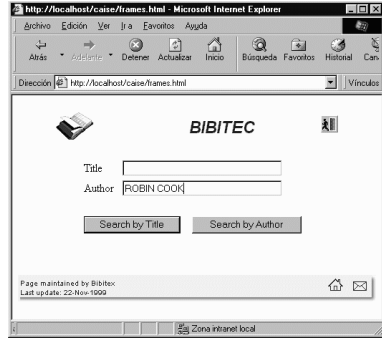 http://localhost/caise/frames.html - Microsoft Internet Explorer
Archivo Edición Ver Ir a Favoritos Ayuda
Atrás Adelante Detener Actualizar Inicio Búsqueda Favoritos Historial Can
Dirección http://localhost/caise/frames.html Vínculos
BIBITEC
Title
Author ROBIN COOK
Search by Title Search by Author
Page maintained by Bibitex
Last update: 22-Nov-1999
Zona intranet local